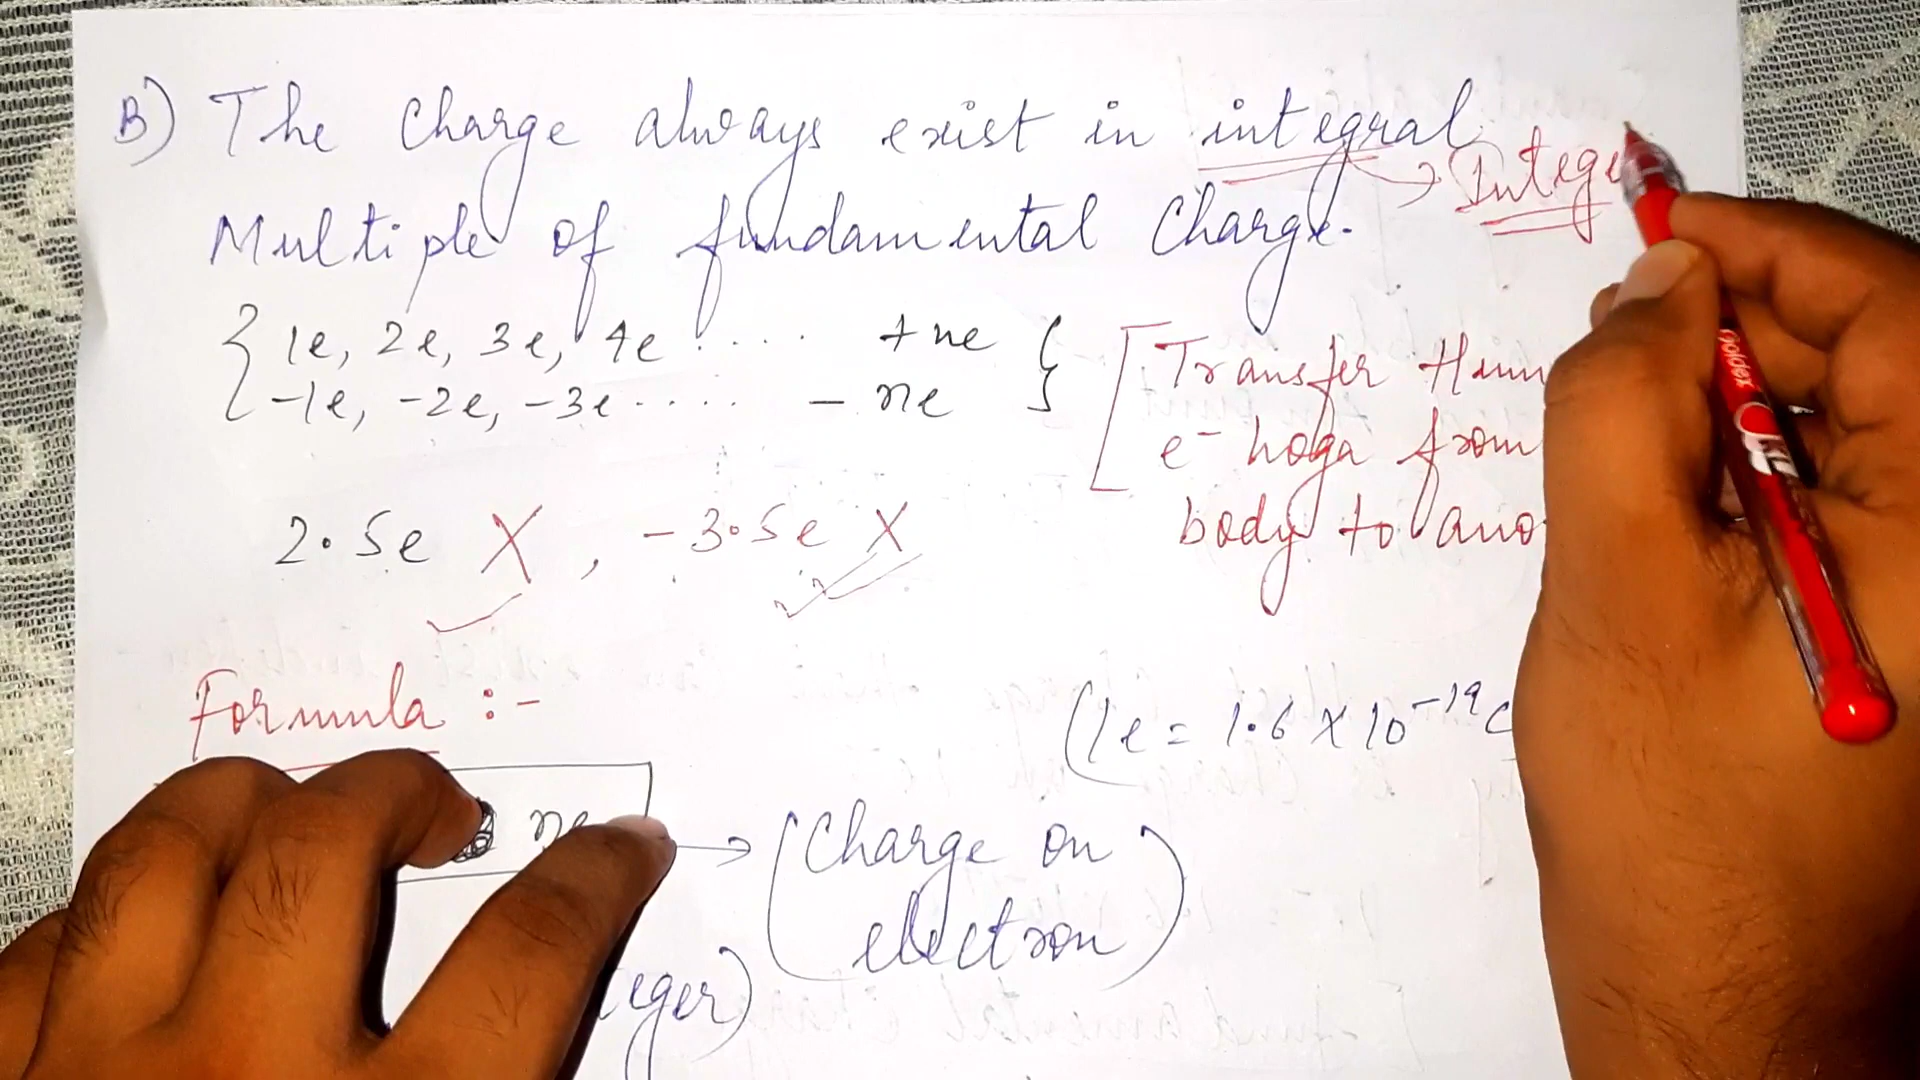 B) The Charge always exist in integral
Integ
Multiple of fundamental Charge.
{ 1e, 2e, 3e, 4e ..... +ne }
-1e, -2e, -3e ..... - ne
[Transfer
e⁻ hoga from
body to
2.5e X, -3.5e X
Formula :-
(1e = 1.6 X 10⁻¹⁹ C
ne
(Charge on
electron)